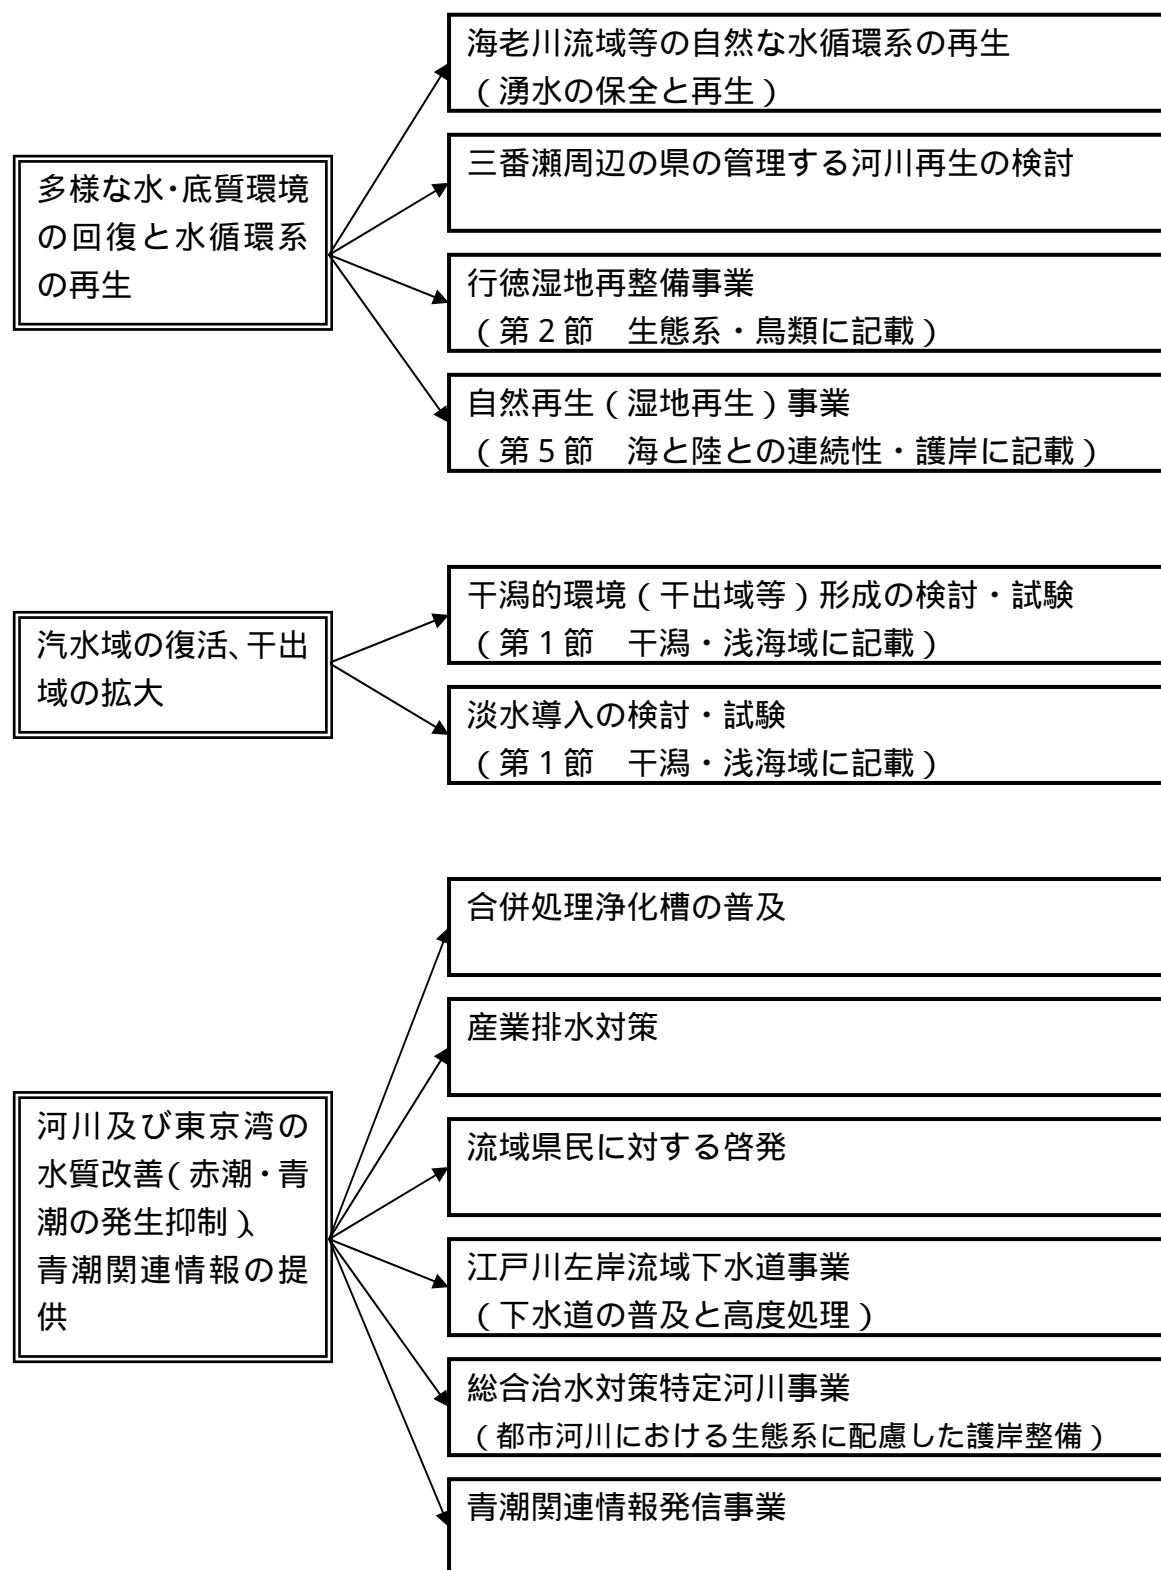 多様な水・底質環境
の回復と水循環系
の再生
海老川流域等の自然な水循環系の再生
（湧水の保全と再生）
三番瀬周辺の県の管理する河川再生の検討
行徳湿地再整備事業
（第２節　生態系・鳥類に記載）
自然再生（湿地再生）事業
（第５節　海と陸との連続性・護岸に記載）
汽水域の復活、干出
域の拡大
干潟的環境（干出域等）形成の検討・試験
（第１節　干潟・浅海域に記載）
淡水導入の検討・試験
（第１節　干潟・浅海域に記載）
河川及び東京湾の
水質改善（赤潮・青
潮の発生抑制）、
青潮関連情報の提
供
合併処理浄化槽の普及
産業排水対策
流域県民に対する啓発
江戸川左岸流域下水道事業
（下水道の普及と高度処理）
総合治水対策特定河川事業
（都市河川における生態系に配慮した護岸整備）
青潮関連情報発信事業